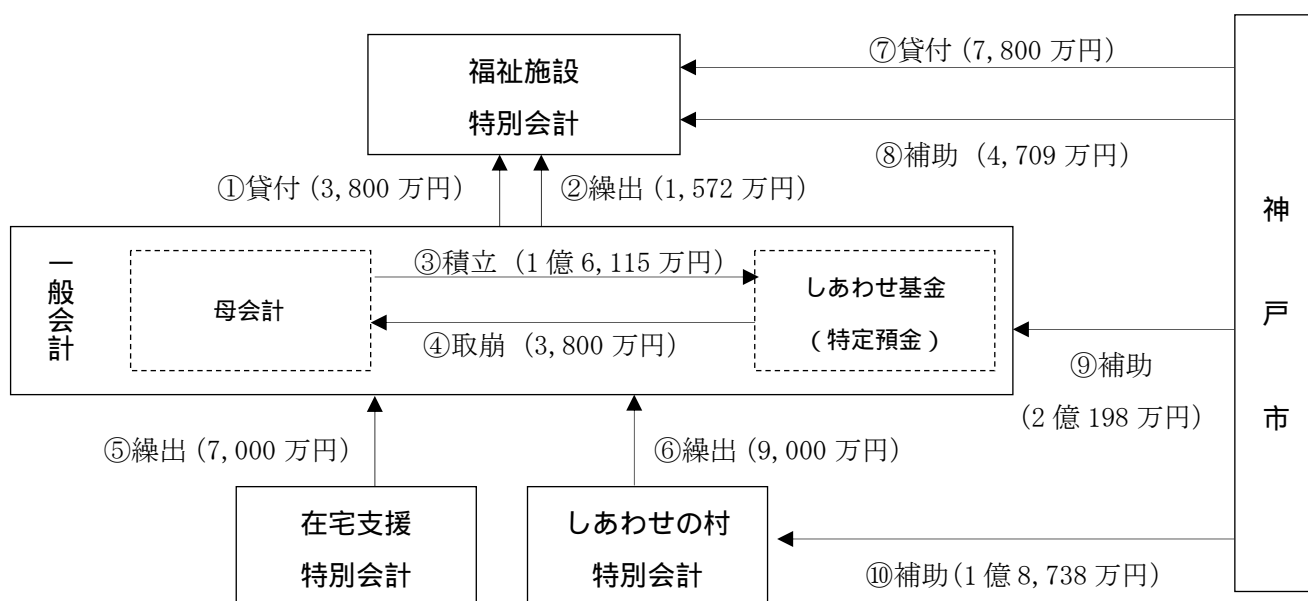 福祉施設
特別会計
⑦貸付(7,800 万円)
⑧補助 (4,709 万円)
①貸付(3,800 万円)
②繰出(1,572 万円)
神
戸
市
一般会計
母会計
③積立 (1 億 6,115 万円)
④取崩 (3,800 万円)
しあわせ基金
(特定預金)
⑨補助
(2 億 198 万円)
⑤繰出(7,000 万円)
⑥繰出(9,000 万円)
在宅支援
特別会計
しあわせの村
特別会計
⑩補助(1 億 8,738 万円)